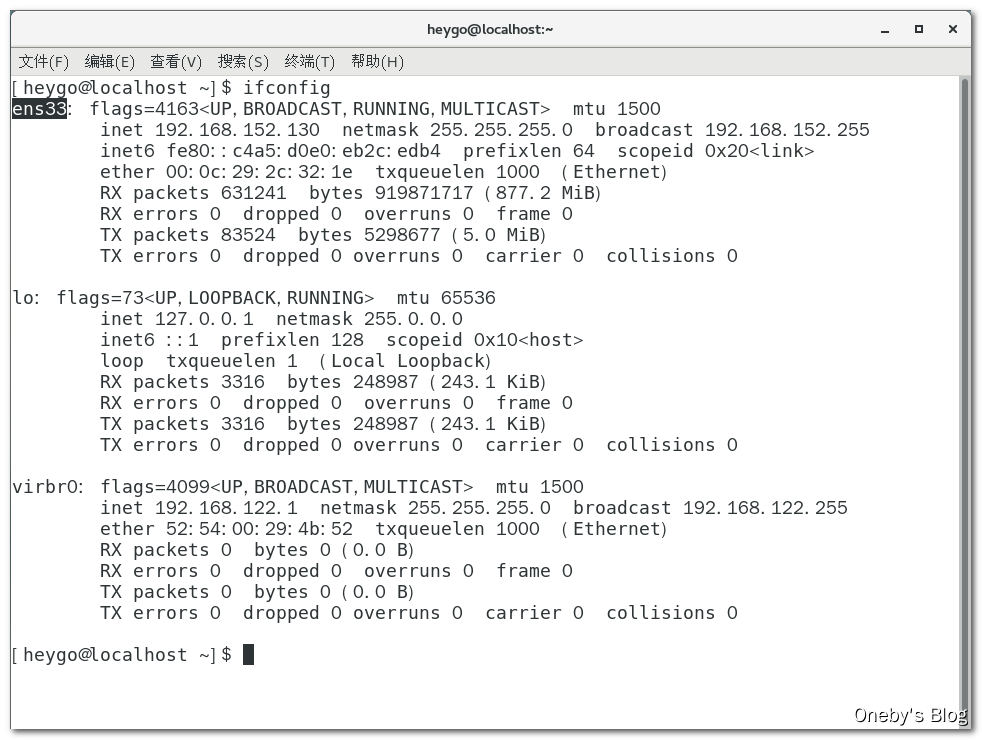 heygo@localhost:~
文件(F) 编辑(E) 查看(V) 搜索(S) 终端(T) 帮助(H)
[heygo@localhost ~]$ ifconfig
ens33: flags=4163<UP,BROADCAST,RUNNING,MULTICAST>  mtu 1500
        inet 192.168.152.130  netmask 255.255.255.0  broadcast 192.168.152.255
        inet6 fe80::c4a5:d0e0:eb2c:edb4  prefixlen 64  scopeid 0x20<link>
        ether 00:0c:29:2c:32:1e  txqueuelen 1000  (Ethernet)
        RX packets 631241  bytes 919871717 (877.2 MiB)
        RX errors 0  dropped 0  overruns 0  frame 0
        TX packets 83524  bytes 5298677 (5.0 MiB)
        TX errors 0  dropped 0 overruns 0  carrier 0  collisions 0
lo: flags=73<UP,LOOPBACK,RUNNING>  mtu 65536
        inet 127.0.0.1  netmask 255.0.0.0
        inet6 ::1  prefixlen 128  scopeid 0x10<host>
        loop  txqueuelen 1  (Local Loopback)
        RX packets 3316  bytes 248987 (243.1 KiB)
        RX errors 0  dropped 0  overruns 0  frame 0
        TX packets 3316  bytes 248987 (243.1 KiB)
        TX errors 0  dropped 0 overruns 0  carrier 0  collisions 0
virbr0: flags=4099<UP,BROADCAST,MULTICAST>  mtu 1500
        inet 192.168.122.1  netmask 255.255.255.0  broadcast 192.168.122.255
        ether 52:54:00:29:4b:52  txqueuelen 1000  (Ethernet)
        RX packets 0  bytes 0 (0.0 B)
        RX errors 0  dropped 0  overruns 0  frame 0
        TX packets 0  bytes 0 (0.0 B)
        TX errors 0  dropped 0 overruns 0  carrier 0  collisions 0
[heygo@localhost ~]$
Oneby's Blog